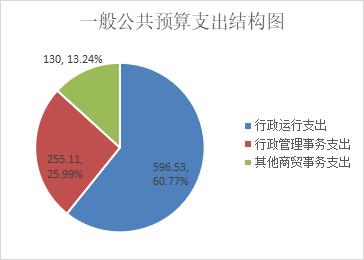 一般公共预算支出结构图
130, 13.24%
255.11,
25.99%
596.53,
60.77%
行政运行支出
行政管理事务支出
其他商贸事务支出